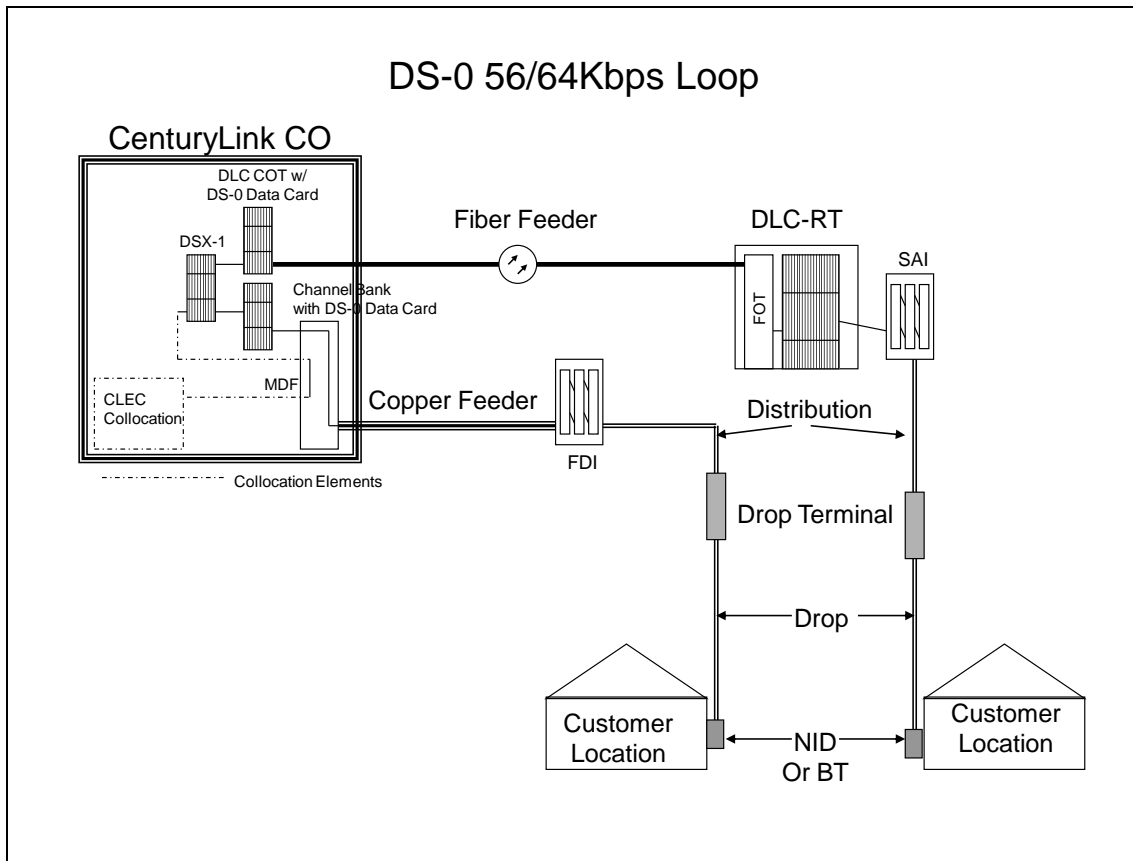 DS-0 56/64Kbps Loop
CenturyLink CO
DLC COT w/
DS-0 Data Card
DSX-1
Channel Bank
with DS-0 Data Card
MDF
CLEC
Collocation
Collocation Elements
Fiber Feeder
DLC-RT
FOT
SAI
Copper Feeder
FDI
Distribution
Drop Terminal
Drop
Customer
Location
NID
Or BT
Customer
Location